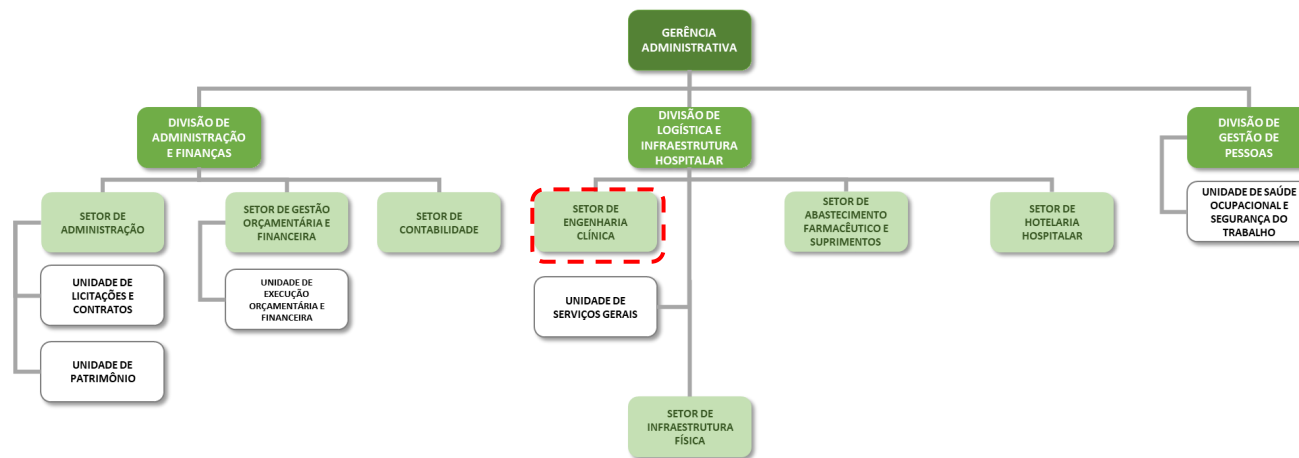 GERÊNCIA
ADMINISTRATIVA
DIVISÃO DE
ADMINISTRAÇÃO
E FINANÇAS
DIVISÃO DE
LOGÍSTICA E
INFRAESTRUTURA
HOSPITALAR
DIVISÃO DE
GESTÃO DE
PESSOAS
SETOR DE
ADMINISTRAÇÃO
SETOR DE GESTÃO
ORÇAMENTÁRIA E
FINANCEIRA
SETOR DE
CONTABILIDADE
SETOR DE
ENGENHARIA
CLÍNICA
SETOR DE
ABASTECIMENTO
FARMACÊUTICO E
SUPRIMENTOS
SETOR DE
HOTELARIA
HOSPITALAR
UNIDADE DE SAÚDE
OCUPACIONAL E
SEGURANÇA DO
TRABALHO
UNIDADE DE
LICITAÇÕES E
CONTRATOS
UNIDADE DE
EXECUÇÃO
ORÇAMENTÁRIA E
FINANCEIRA
UNIDADE DE
SERVIÇOS GERAIS
UNIDADE DE
PATRIMÔNIO
SETOR DE
INFRAESTRUTURA
FÍSICA